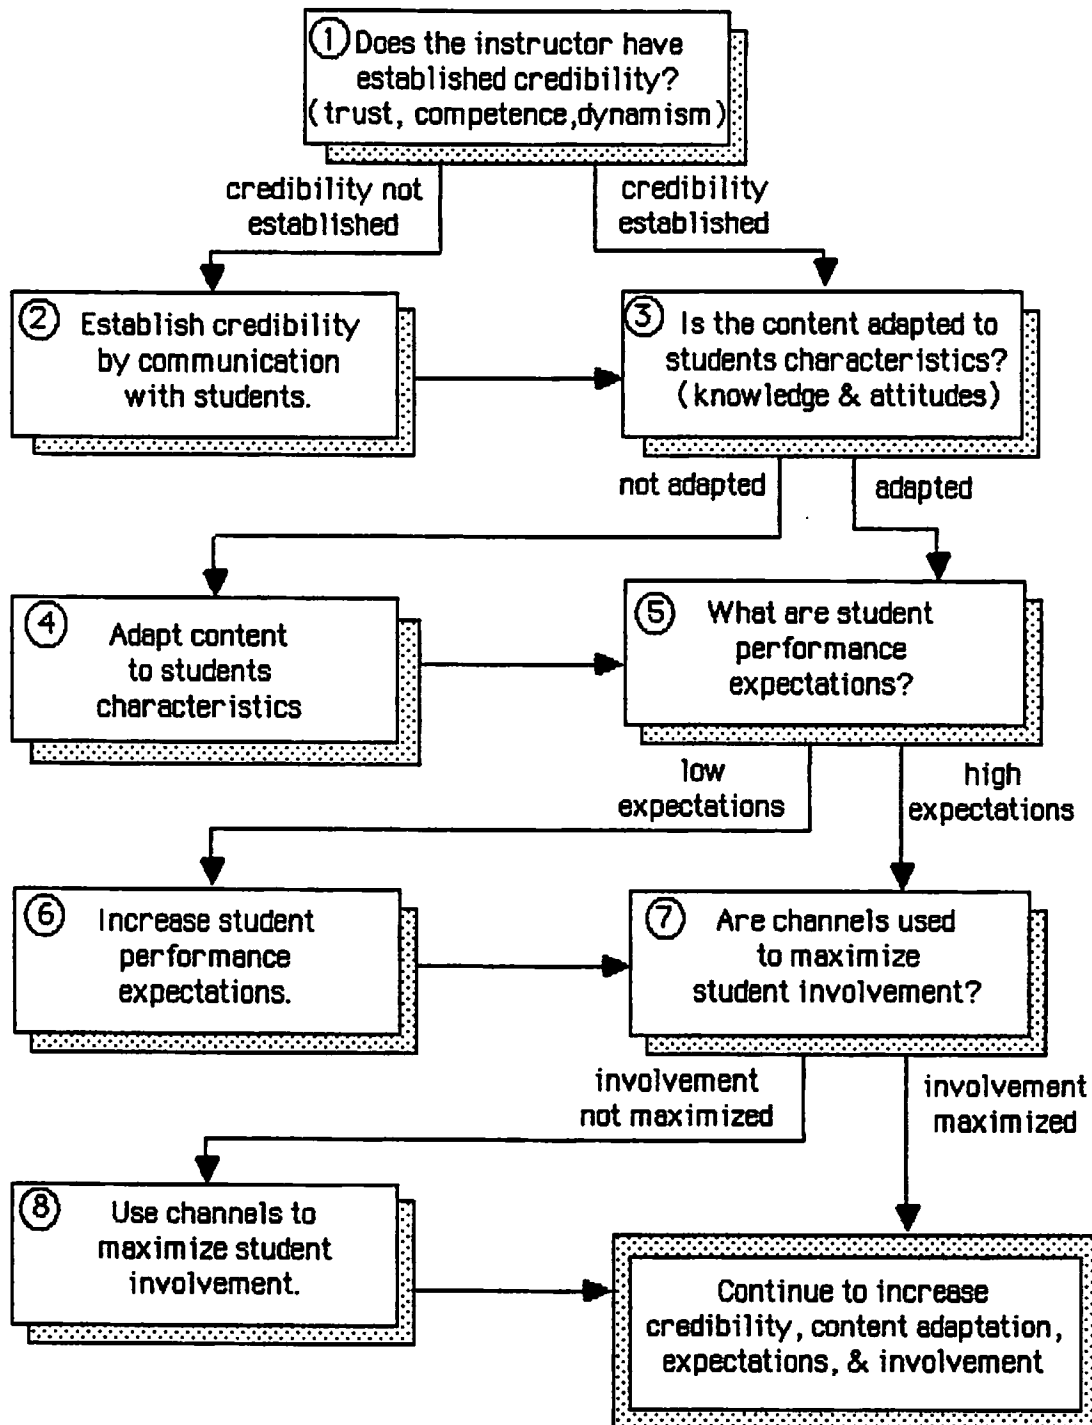 1 Does the instructor have
established credibility?
(trust, competence,dynamism)
credibility not
established
credibility
established
2 Establish credibility
by communication
with students.
3 Is the content adapted to
students characteristics?
(knowledge & attitudes)
not adapted
adapted
4 Adapt content
to students
characteristics
5 What are student
performance
expectations?
low
expectations
high
expectations
6 Increase student
performance
expectations.
7 Are channels used
to maximize
student involvement?
involvement
not maximized
involvement
maximized
8 Use channels to
maximize student
involvement.
Continue to increase
credibility, content adaptation,
expectations, & involvement